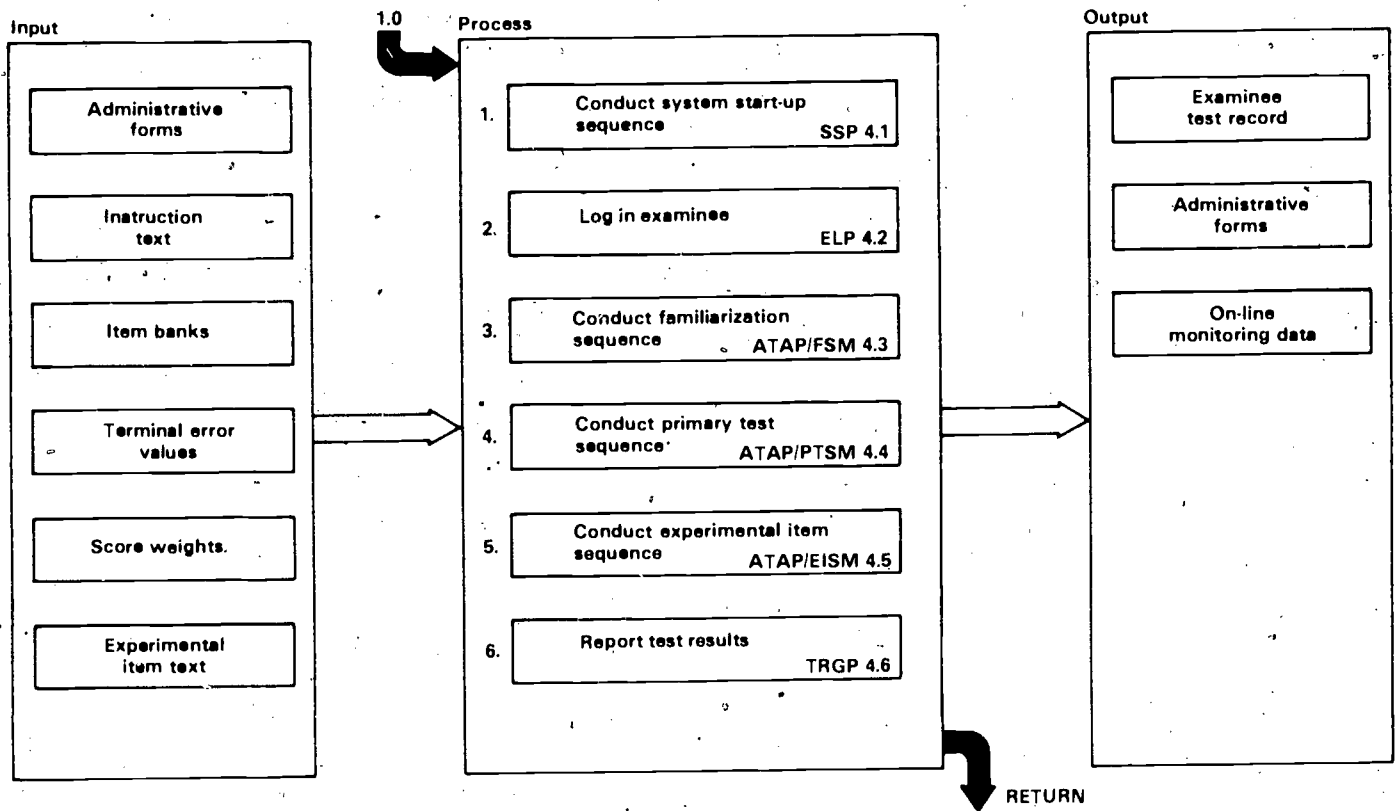 Input
Administrative
forms
Instruction
text
Item banks
Terminal error
values
Score weights.
Experimental
item text
1.0
Process
1. Conduct system start-up
sequence
SSP 4.1
2. Log in examinee
ELP 4.2
3. Conduct familiarization
sequence
ATAP/FSM 4.3
4. Conduct primary test
sequence
ATAP/PTSM 4.4
5. Conduct experimental item
sequence
ATAP/EISM 4.5
6. Report test results
TRGP 4.6
RETURN
Output
Examinee
test record
Administrative
forms
On-line
monitoring data